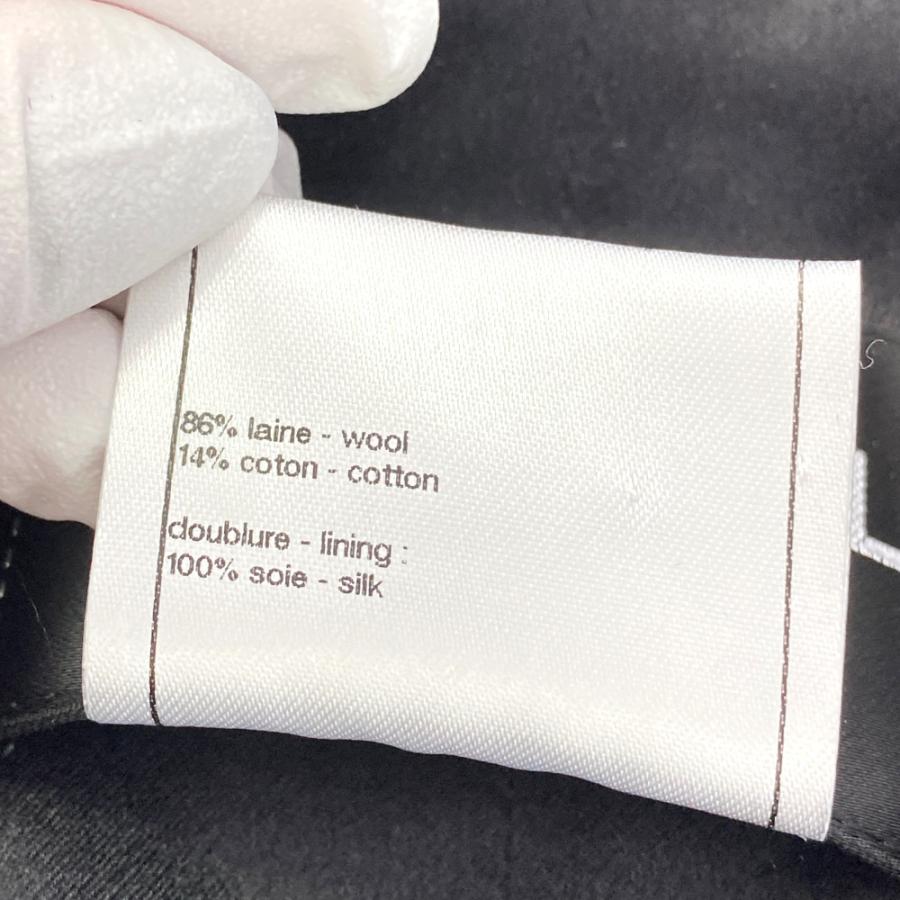 86% laine - wool
14% coton - cotton
doublure - lining :
100% soie - silk